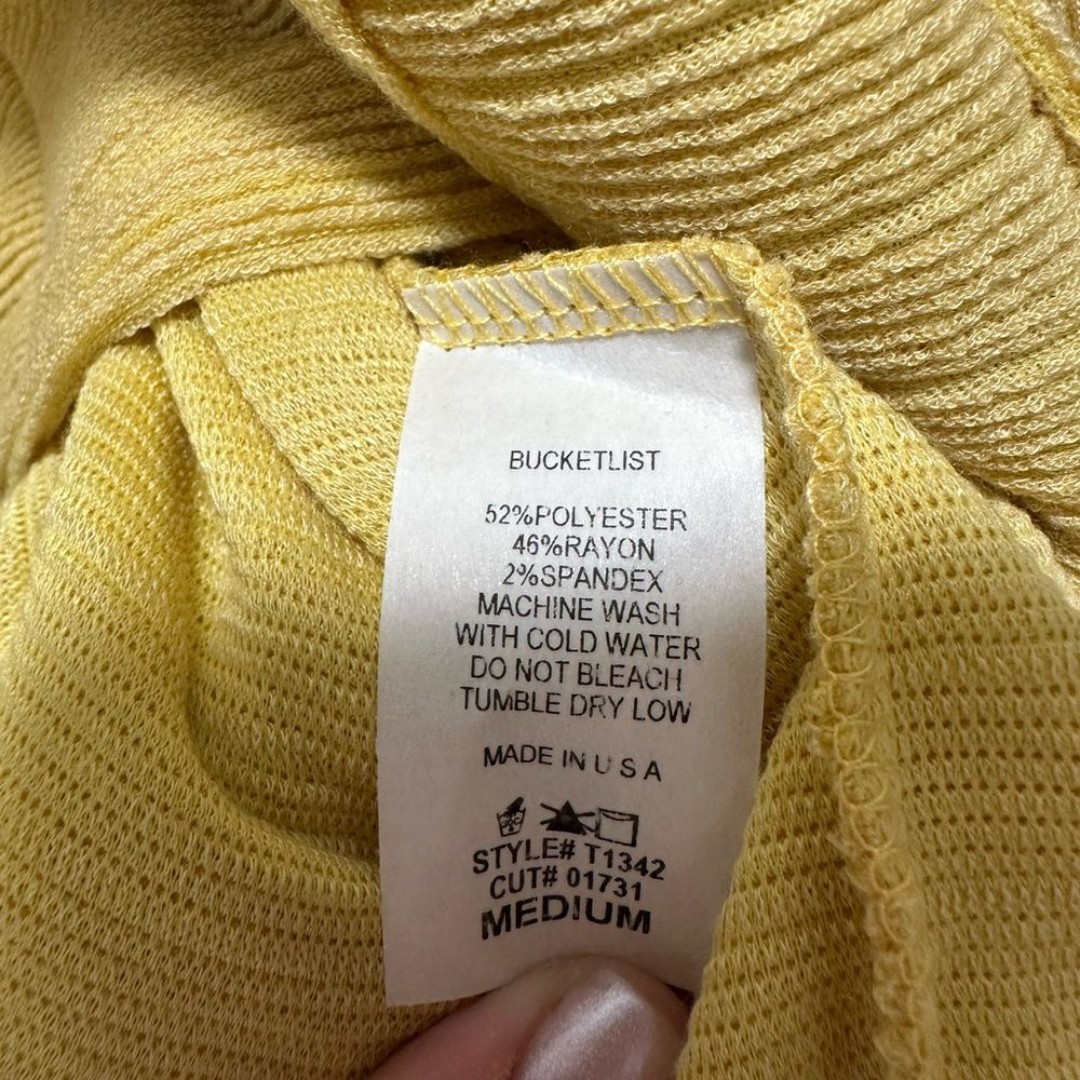 BUCKETLIST
52%POLYESTER
46%RAYON
2%SPANDEX
MACHINE WASH
WITH COLD WATER
DO NOT BLEACH
TUMBLE DRY LOW
MADE IN U S A
STYLE# T1342
CUT# 01731
MEDIUM